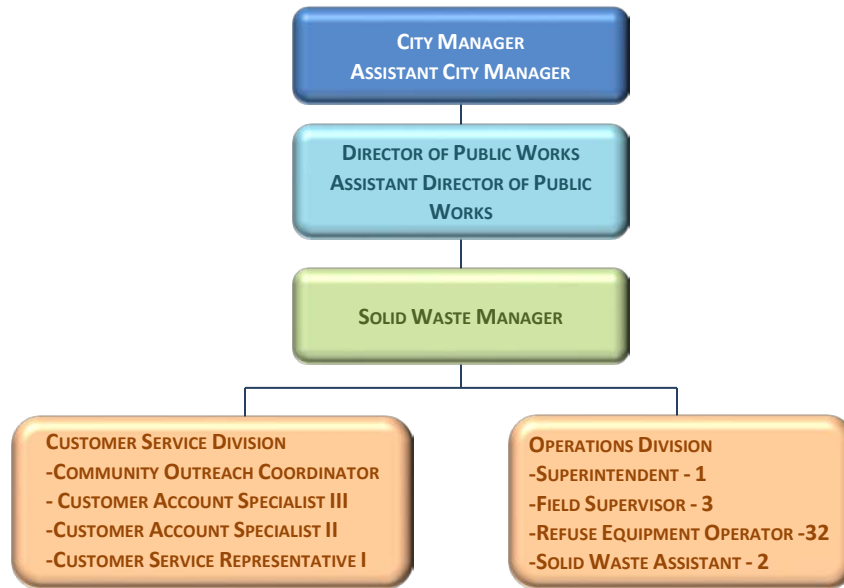 CITY MANAGER
ASSISTANT CITY MANAGER
DIRECTOR OF PUBLIC WORKS
ASSISTANT DIRECTOR OF PUBLIC
WORKS
SOLID WASTE MANAGER
CUSTOMER SERVICE DIVISION
-COMMUNITY OUTREACH COORDINATOR
- CUSTOMER ACCOUNT SPECIALIST III
-CUSTOMER ACCOUNT SPECIALIST II
-CUSTOMER SERVICE REPRESENTATIVE I
OPERATIONS DIVISION
-SUPERINTENDENT - 1
-FIELD SUPERVISOR - 3
-REFUSE EQUIPMENT OPERATOR -32
-SOLID WASTE ASSISTANT - 2